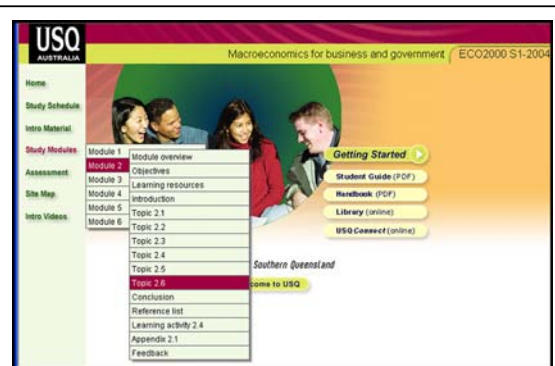 USQ
AUSTRALIA
Macroeconomics for business and government
ECO2000 S1-2004
Home
Study Schedule
Intro Material
Study Modules
Assessment
Site Map
Intro Videos
Module 1
Module 2
Module 3
Module 4
Module 5
Module 6
Module overview
Objectives
Learning resources
Introduction
Topic 2.1
Topic 2.2
Topic 2.3
Topic 2.4
Topic 2.5
Topic 2.6
Conclusion
Reference list
Learning activity 2.4
Appendix 2.1
Feedback
Getting Started
Student Guide (PDF)
Handbook (PDF)
Library (online)
USQ Connect (online)
Southern Queensland
come to USQ